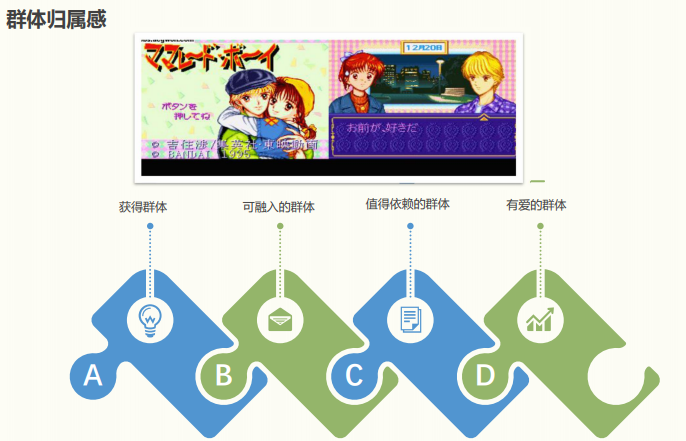 群体归属感
ママレード・ボーイ
ボタンを
押してね
© 吉住渉/集英社・東映動画
© BANDAI 1995
12月20日
お前が、好きだ
获得群体
可融入的群体
值得依赖的群体
有爱的群体
A
B
C
D